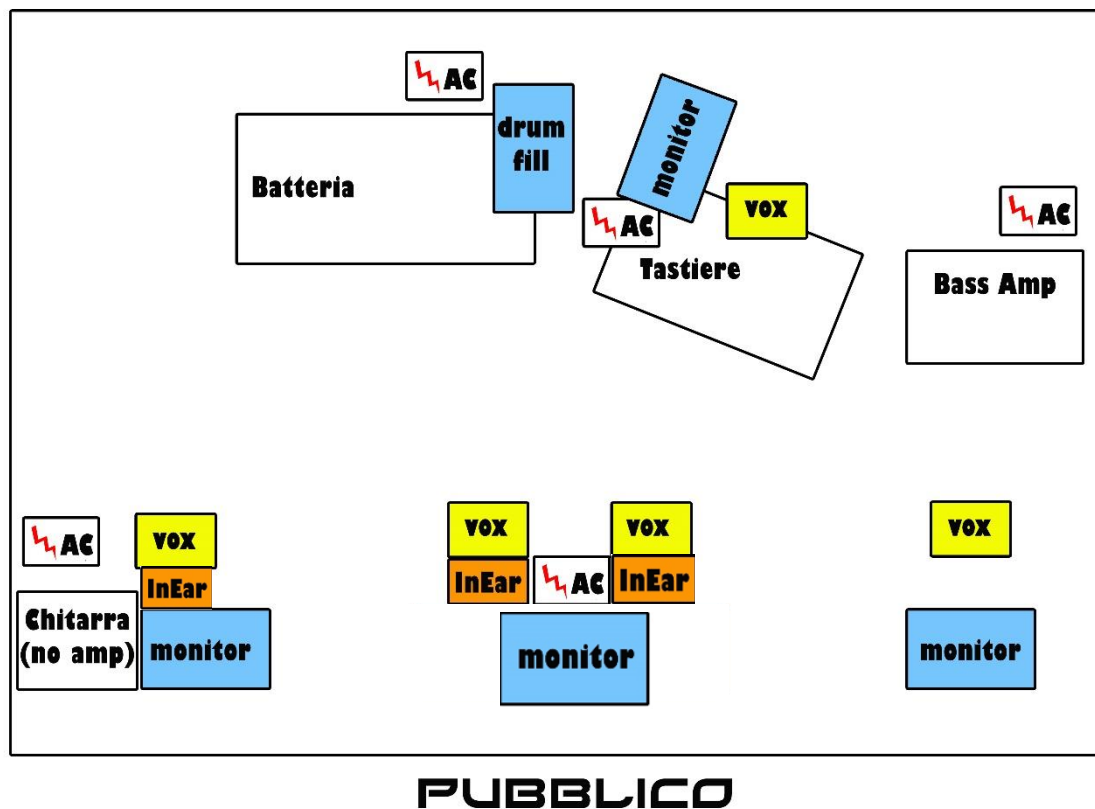 AC
drum
fill
monitor
Batteria
vox
AC
AC
Tastiere
Bass Amp
AC
vox
vox
vox
vox
InEar
InEar
AC
InEar
Chitarra
(no amp)
monitor
monitor
monitor
PUBBLICO